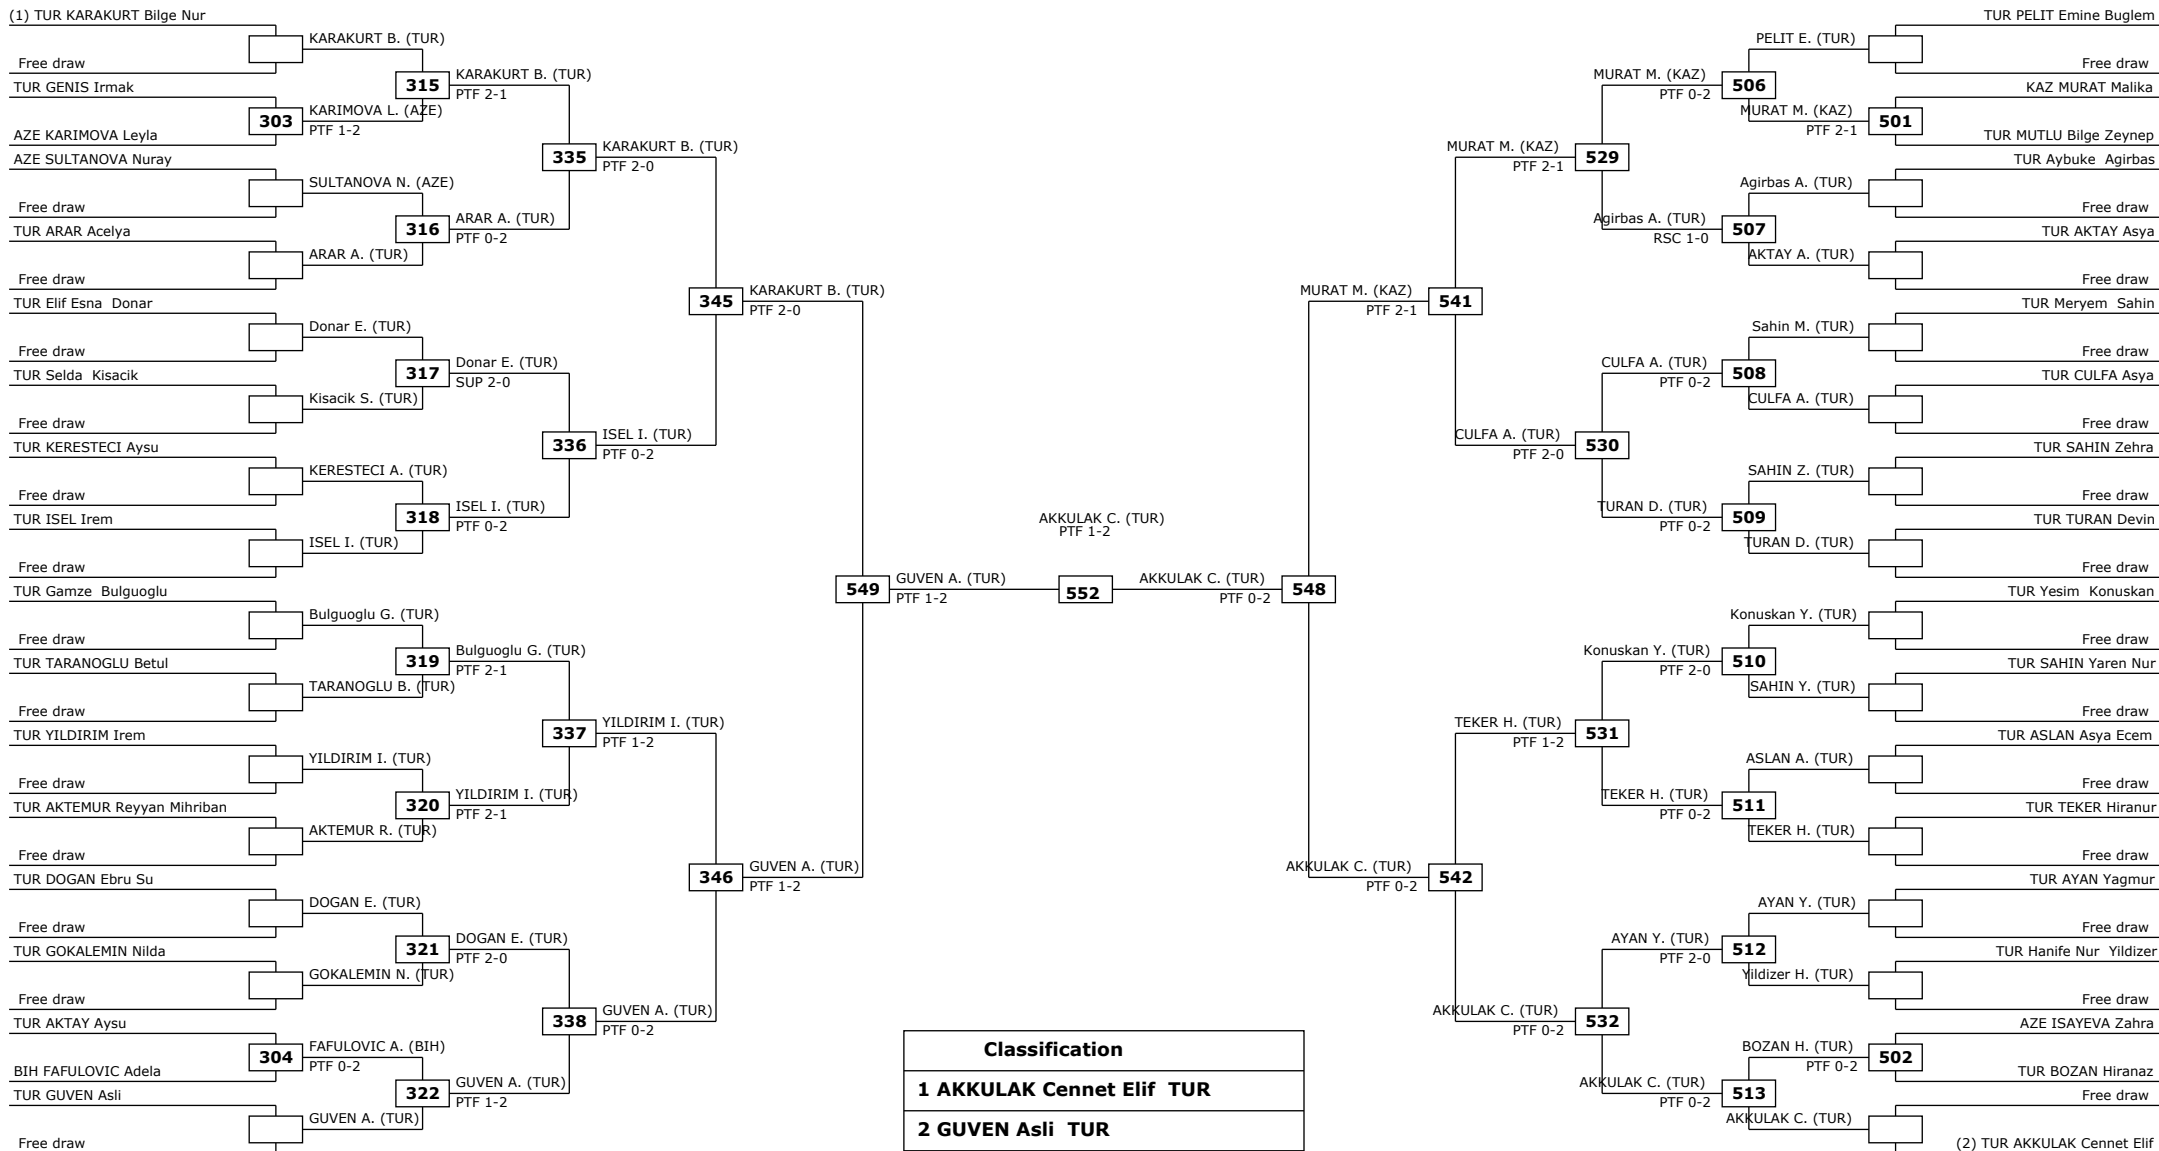 (1) TUR KARAKURT Bilge Nur
Free draw
TUR GENIS Irmak
AZE KARIMOVA Leyla
AZE SULTANOVA Nuray
Free draw
TUR ARAR Acelya
Free draw
TUR Elif Esna Donar
Free draw
TUR Selda Kisacik
Free draw
TUR KERESTECI Aysu
Free draw
TUR ISEL Irem
Free draw
TUR Gamze Bulguoglu
Free draw
TUR TARANOGLU Betul
Free draw
TUR YILDIRIM Irem
Free draw
TUR AKTEMUR Reyyan Mihriban
Free draw
TUR DOGAN Ebru Su
Free draw
TUR GOKALEMIN Nilda
Free draw
TUR AKTAY Aysu
BIH FAFULOVIC Adela
TUR GUVEN Asli
Free draw
KARAKURT B. (TUR)
303
KARIMOVA L. (AZE)
PTF 1-2
SULTANOVA N. (AZE)
ARAR A. (TUR)
Donar E. (TUR)
Kisacik S. (TUR)
KERESTECI A. (TUR)
ISEL I. (TUR)
Bulguoglu G. (TUR)
TARANOGLU B. (TUR)
YILDIRIM I. (TUR)
AKTEMUR R. (TUR)
DOGAN E. (TUR)
GOKALEMIN N. (TUR)
304
FAFULOVIC A. (BIH)
PTF 0-2
GUVEN A. (TUR)
315
KARAKURT B. (TUR)
PTF 2-1
316
ARAR A. (TUR)
PTF 0-2
317
Donar E. (TUR)
SUP 2-0
318
ISEL I. (TUR)
PTF 0-2
319
Bulguoglu G. (TUR)
PTF 2-1
320
YILDIRIM I. (TUR)
PTF 2-1
321
DOGAN E. (TUR)
PTF 2-0
322
GUVEN A. (TUR)
PTF 1-2
335
KARAKURT B. (TUR)
PTF 2-0
336
ISEL I. (TUR)
PTF 0-2
337
YILDIRIM I. (TUR)
PTF 1-2
338
GUVEN A. (TUR)
PTF 0-2
345
KARAKURT B. (TUR)
PTF 2-0
346
GUVEN A. (TUR)
PTF 1-2
549
GUVEN A. (TUR)
PTF 1-2
AKKULAK C. (TUR)
PTF 1-2
552
AKKULAK C. (TUR)
PTF 0-2
548
MURAT M. (KAZ)
PTF 2-1
541
AKKULAK C. (TUR)
PTF 0-2
542
MURAT M. (KAZ)
PTF 2-1
529
CULFA A. (TUR)
PTF 2-0
530
TEKER H. (TUR)
PTF 1-2
531
AKKULAK C. (TUR)
PTF 0-2
532
MURAT M. (KAZ)
PTF 0-2
506
Agirbas A. (TUR)
RSC 1-0
507
CULFA A. (TUR)
PTF 0-2
508
TURAN D. (TUR)
PTF 0-2
509
Konuskan Y. (TUR)
PTF 2-0
510
TEKER H. (TUR)
PTF 0-2
511
AYAN Y. (TUR)
PTF 2-0
512
AKKULAK C. (TUR)
PTF 0-2
513
PELIT E. (TUR)
MURAT M. (KAZ)
PTF 2-1
501
Agirbas A. (TUR)
AKTAY A. (TUR)
Sahin M. (TUR)
CULFA A. (TUR)
SAHIN Z. (TUR)
TURAN D. (TUR)
Konuskan Y. (TUR)
SAHIN Y. (TUR)
ASLAN A. (TUR)
TEKER H. (TUR)
AYAN Y. (TUR)
Yildizer H. (TUR)
BOZAN H. (TUR)
PTF 0-2
502
AKKULAK C. (TUR)
TUR PELIT Emine Buglem
Free draw
KAZ MURAT Malika
TUR MUTLU Bilge Zeynep
TUR Aybuke Agirbas
Free draw
TUR AKTAY Asya
Free draw
TUR Meryem Sahin
Free draw
TUR CULFA Asya
Free draw
TUR SAHIN Zehra
Free draw
TUR TURAN Devin
Free draw
TUR Yesim Konuskan
Free draw
TUR SAHIN Yaren Nur
Free draw
TUR ASLAN Asya Ecem
Free draw
TUR TEKER Hiranur
Free draw
TUR AYAN Yagmur
Free draw
TUR Hanife Nur Yildizer
Free draw
AZE ISAYEVA Zahra
TUR BOZAN Hiranaz
Free draw
(2) TUR AKKULAK Cennet Elif
Classification
1 AKKULAK Cennet Elif TUR
2 GUVEN Asli TUR